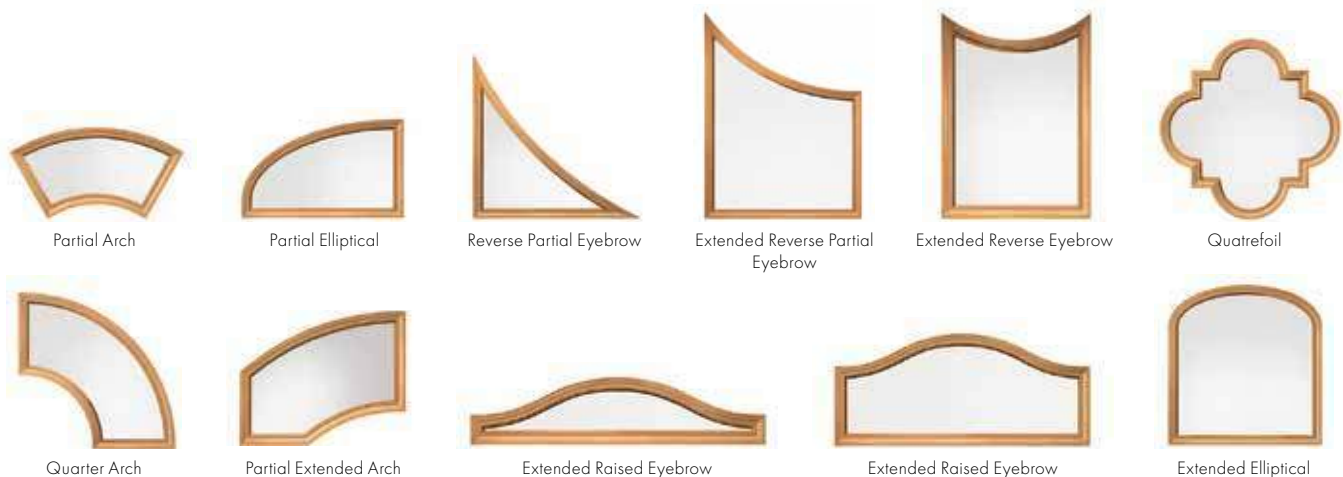 Partial Arch
Partial Elliptical
Reverse Partial Eyebrow
Extended Reverse Partial
Eyebrow
Extended Reverse Eyebrow
Quatrefoil
Quarter Arch
Partial Extended Arch
Extended Raised Eyebrow
Extended Raised Eyebrow
Extended Elliptical